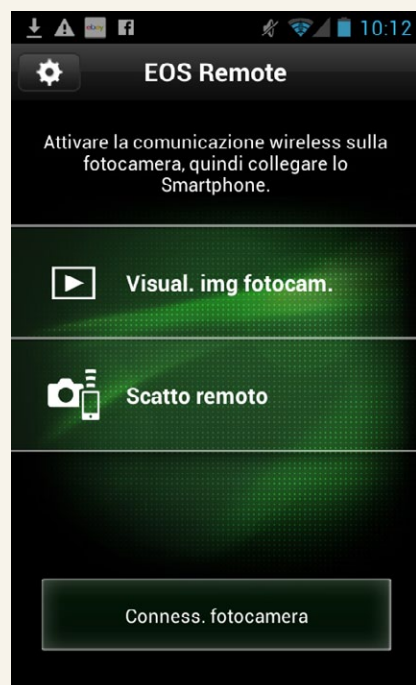 10:12
EOS Remote
Attivare la comunicazione wireless sulla
fotocamera, quindi collegare lo
Smartphone.
Visual. img fotocam.
Scatto remoto
Conness. fotocamera